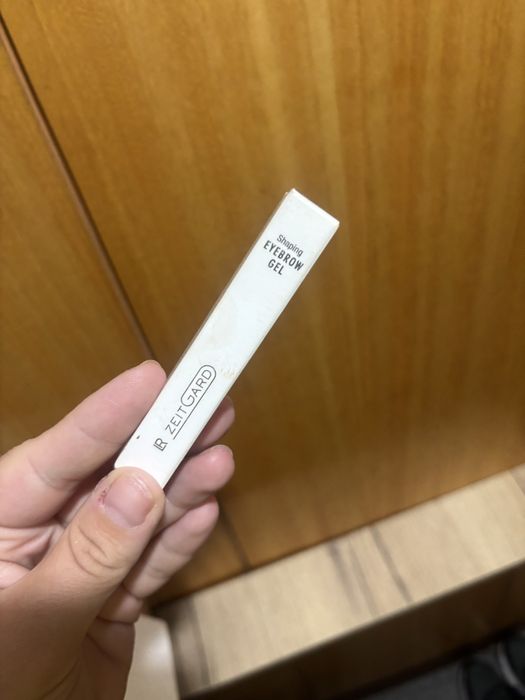 Shaping
EYEBROW
GEL
LR ZEITGARD